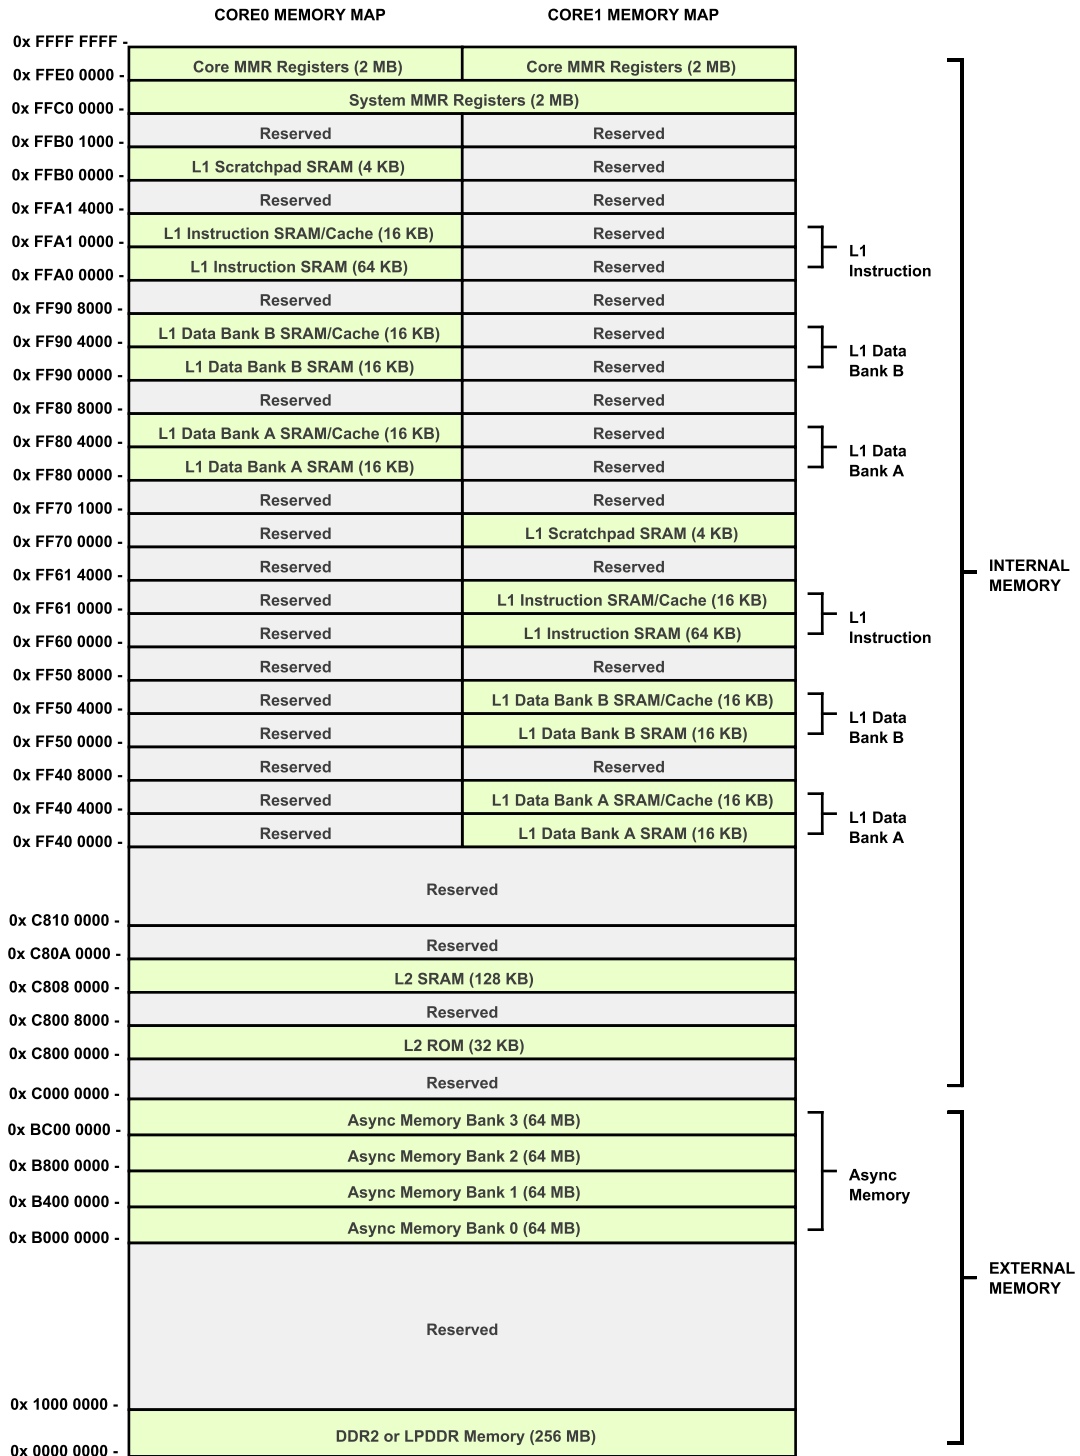 CORE0 MEMORY MAP CORE1 MEMORY MAP
0x FFFF FFFF -
Core MMR Registers (2 MB) Core MMR Registers (2 MB)
0x FFE0 0000 -
System MMR Registers (2 MB)
0x FFC0 0000 -
Reserved Reserved
0x FFB0 1000 -
L1 Scratchpad SRAM (4 KB) Reserved
0x FFB0 0000 -
Reserved Reserved
0x FFA1 4000 -
L1 Instruction SRAM/Cache (16 KB) Reserved
0x FFA1 0000 -
L1
Instruction
L1 Instruction SRAM (64 KB) Reserved
0x FFA0 0000 -
Reserved Reserved
0x FF90 8000 -
L1 Data Bank B SRAM/Cache (16 KB) Reserved
0x FF90 4000 -
L1 Data
Bank B
L1 Data Bank B SRAM (16 KB) Reserved
0x FF90 0000 -
Reserved Reserved
0x FF80 8000 -
L1 Data Bank A SRAM/Cache (16 KB) Reserved
0x FF80 4000 -
L1 Data
Bank A
L1 Data Bank A SRAM (16 KB) Reserved
0x FF80 0000 -
Reserved Reserved
0x FF70 1000 -
Reserved L1 Scratchpad SRAM (4 KB)
0x FF70 0000 -
Reserved Reserved
0x FF61 4000 -
INTERNAL
MEMORY
Reserved L1 Instruction SRAM/Cache (16 KB)
0x FF61 0000 -
L1
Instruction
Reserved L1 Instruction SRAM (64 KB)
0x FF60 0000 -
Reserved Reserved
0x FF50 8000 -
Reserved L1 Data Bank B SRAM/Cache (16 KB)
0x FF50 4000 -
L1 Data
Bank B
Reserved L1 Data Bank B SRAM (16 KB)
0x FF50 0000 -
Reserved Reserved
0x FF40 8000 -
Reserved L1 Data Bank A SRAM/Cache (16 KB)
0x FF40 4000 -
L1 Data
Bank A
Reserved L1 Data Bank A SRAM (16 KB)
0x FF40 0000 -
Reserved
0x C810 0000 -
Reserved
0x C80A 0000 -
L2 SRAM (128 KB)
0x C808 0000 -
Reserved
0x C800 8000 -
L2 ROM (32 KB)
0x C800 0000 -
Reserved
0x C000 0000 -
Async Memory Bank 3 (64 MB)
0x BC00 0000 -
Async Memory Bank 2 (64 MB)
0x B800 0000 -
Async
Memory
Async Memory Bank 1 (64 MB)
0x B400 0000 -
Async Memory Bank 0 (64 MB)
0x B000 0000 -
EXTERNAL
MEMORY
Reserved
0x 1000 0000 -
DDR2 or LPDDR Memory (256 MB)
0x 0000 0000 -